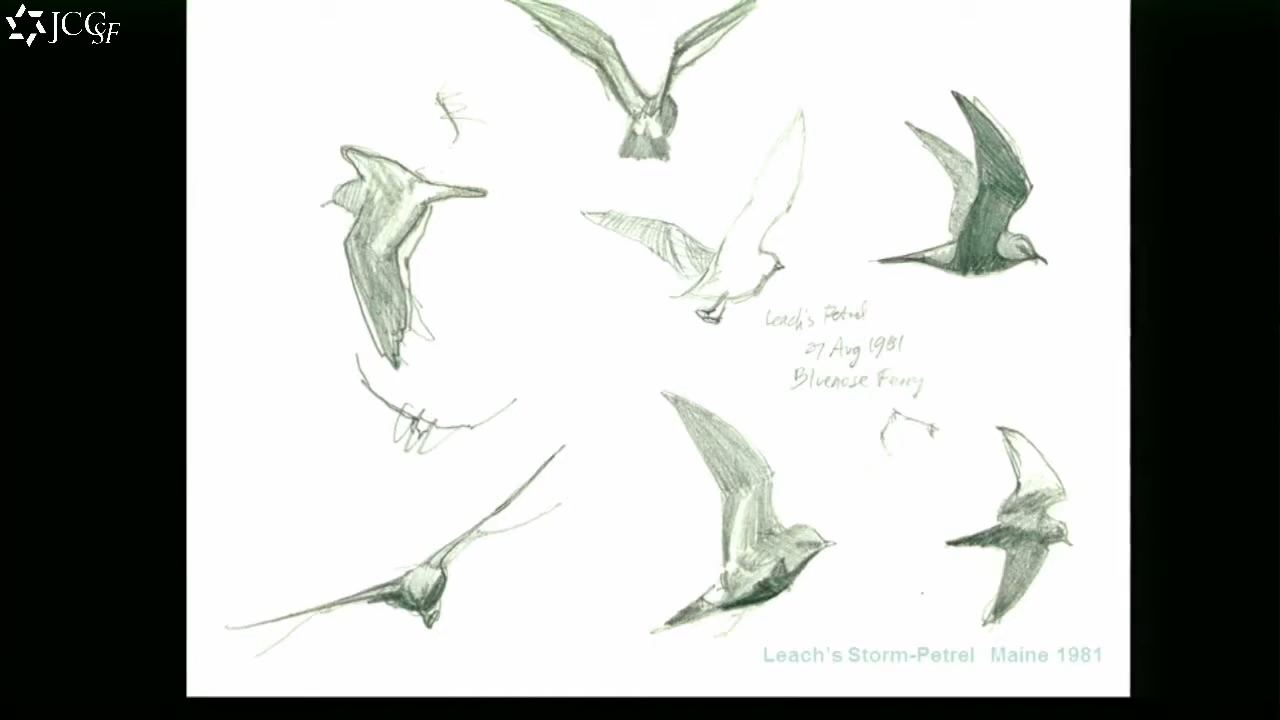 JCCSF
Leach's Petrel
27 Aug 1981
Bluenose Ferry
Leach's Storm-Petrel Maine 1981